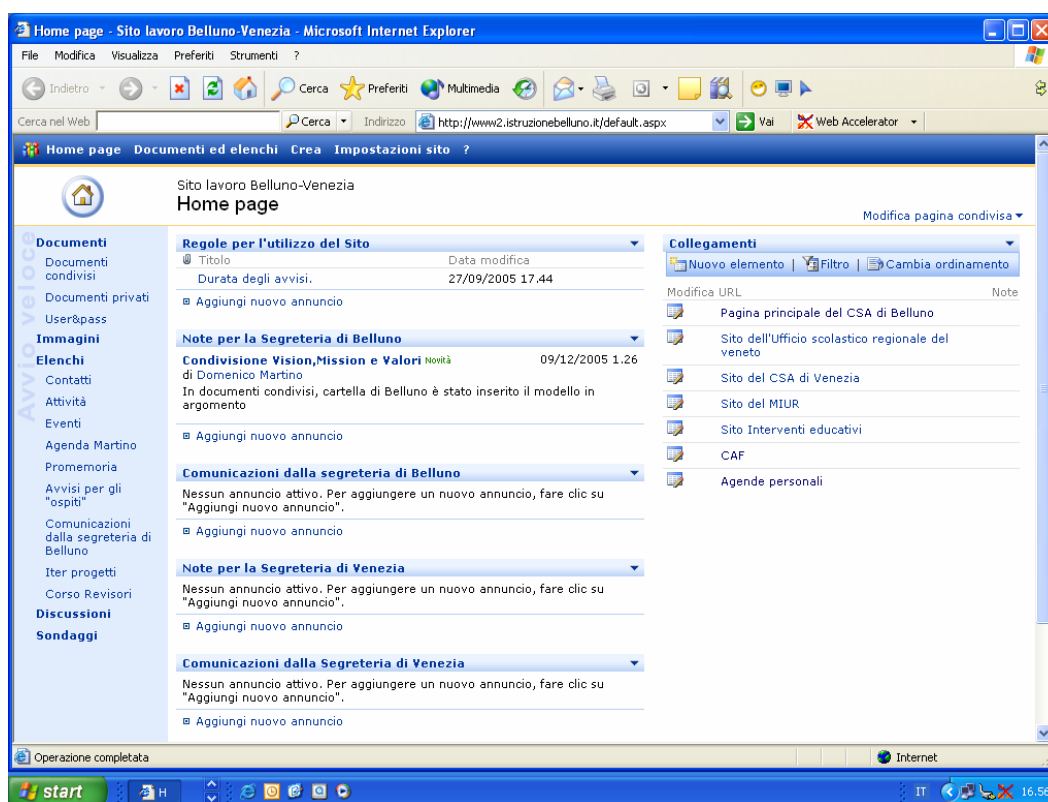 Home page - Sito lavoro Belluno-Venezia - Microsoft Internet Explorer
File Modifica Visualizza Preferiti Strumenti ?
Indietro Cerca Preferiti Multimedia
Cerca nel Web Cerca Indirizzo http://www2.istruzionebelluno.it/default.aspx Vai Web Accelerator
Home page Documenti ed elenchi Crea Impostazioni sito ?
Sito lavoro Belluno-Venezia
Home page
Modifica pagina condivisa
Avvio veloce
Documenti
Documenti
condivisi
Documenti privati
User&pass
Immagini
Elenchi
Contatti
Attività
Eventi
Agenda Martino
Promemoria
Avvisi per gli
"ospiti"
Comunicazioni
dalla segreteria di
Belluno
Iter progetti
Corso Revisori
Discussioni
Sondaggi
Regole per l'utilizzo del Sito
Titolo Data modifica
Durata degli avvisi. 27/09/2005 17.44
Aggiungi nuovo annuncio
Note per la Segreteria di Belluno
Condivisione Vision,Mission e Valori Novità 09/12/2005 1.26
di Domenico Martino
In documenti condivisi, cartella di Belluno è stato inserito il modello in
argomento
Aggiungi nuovo annuncio
Comunicazioni dalla segreteria di Belluno
Nessun annuncio attivo. Per aggiungere un nuovo annuncio, fare clic su
"Aggiungi nuovo annuncio".
Aggiungi nuovo annuncio
Note per la Segreteria di Venezia
Nessun annuncio attivo. Per aggiungere un nuovo annuncio, fare clic su
"Aggiungi nuovo annuncio".
Aggiungi nuovo annuncio
Comunicazioni dalla Segreteria di Venezia
Nessun annuncio attivo. Per aggiungere un nuovo annuncio, fare clic su
"Aggiungi nuovo annuncio".
Aggiungi nuovo annuncio
Collegamenti
Nuovo elemento | Filtro | Cambia ordinamento
Modifica URL Note
Pagina principale del CSA di Belluno
Sito dell'Ufficio scolastico regionale del
veneto
Sito del CSA di Venezia
Sito del MIUR
Sito Interventi educativi
CAF
Agende personali
Operazione completata Internet
start H IT 16.56